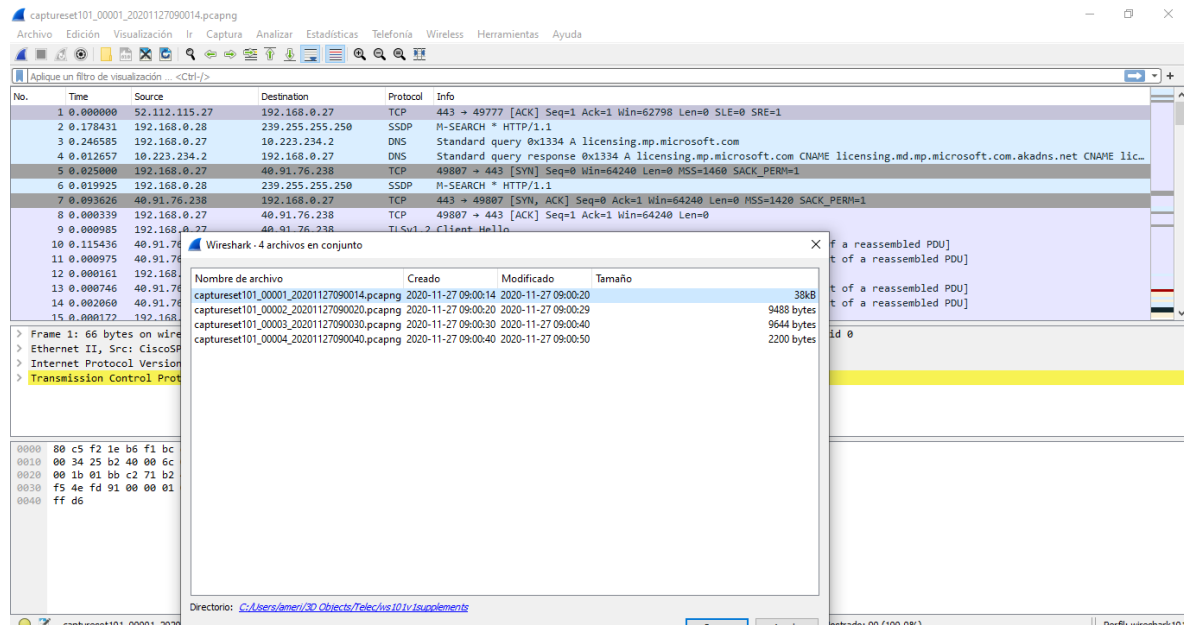 captureset101_00001_20201127090014.pcapng
Archivo Edición Visualización Ir Captura Analizar Estadísticas Telefonía Wireless Herramientas Ayuda
Aplique un filtro de visualización ... <Ctrl-/>
No. Time Source Destination Protocol Info
1 0.000000 52.112.115.27 192.168.0.27 TCP 443 → 49777 [ACK] Seq=1 Ack=1 Win=62798 Len=0 SLE=0 SRE=1
2 0.178431 192.168.0.28 239.255.255.250 SSDP M-SEARCH * HTTP/1.1
3 0.246585 192.168.0.27 10.223.234.2 DNS Standard query 0x1334 A licensing.mp.microsoft.com
4 0.012657 10.223.234.2 192.168.0.27 DNS Standard query response 0x1334 A licensing.mp.microsoft.com CNAME licensing.md.mp.microsoft.com.akadns.net CNAME lic…
5 0.025000 192.168.0.27 40.91.76.238 TCP 49807 → 443 [SYN] Seq=0 Win=64240 Len=0 MSS=1460 SACK_PERM=1
6 0.019925 192.168.0.28 239.255.255.250 SSDP M-SEARCH * HTTP/1.1
7 0.093626 40.91.76.238 192.168.0.27 TCP 443 → 49807 [SYN, ACK] Seq=0 Ack=1 Win=64240 Len=0 MSS=1420 SACK_PERM=1
8 0.000339 192.168.0.27 40.91.76.238 TCP 49807 → 443 [ACK] Seq=1 Ack=1 Win=64240 Len=0
9 0.000985 192.168.0.27 40.91.76.238 TLSv1.2 Client Hello
10 0.115436 40.91.76 f a reassembled PDU]
11 0.000975 40.91.76 t of a reassembled PDU]
12 0.000161 192.168.
13 0.000746 40.91.76 t of a reassembled PDU]
14 0.002060 40.91.76 t of a reassembled PDU]
15 0.000172 192.168.
Wireshark · 4 archivos en conjunto
Nombre de archivo Creado Modificado Tamaño
captureset101_00001_20201127090014.pcapng 2020-11-27 09:00:14 2020-11-27 09:00:20 38kB
captureset101_00002_20201127090020.pcapng 2020-11-27 09:00:20 2020-11-27 09:00:29 9488 bytes
captureset101_00003_20201127090030.pcapng 2020-11-27 09:00:30 2020-11-27 09:00:40 9644 bytes
captureset101_00004_20201127090040.pcapng 2020-11-27 09:00:40 2020-11-27 09:00:50 2200 bytes
Directorio: C:/Users/ameri/3D Objects/Telec/ws101v1supplements
> Frame 1: 66 bytes on wire id 0
> Ethernet II, Src: CiscoSP
> Internet Protocol Version
> Transmission Control Prot
0000 80 c5 f2 1e b6 f1 bc
0010 00 34 25 b2 40 00 6c
0020 00 1b 01 bb c2 71 b2
0030 f5 4e fd 91 00 00 01
0040 ff d6